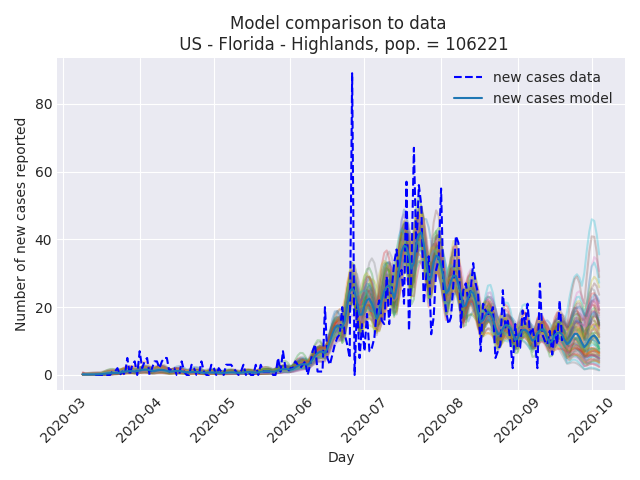 Model comparison to data
US - Florida - Highlands, pop. = 106221
new cases data
new cases model
Number of new cases reported
80
60
40
20
0
2020-03
2020-04
2020-05
2020-06
2020-07
2020-08
2020-09
2020-10
Day